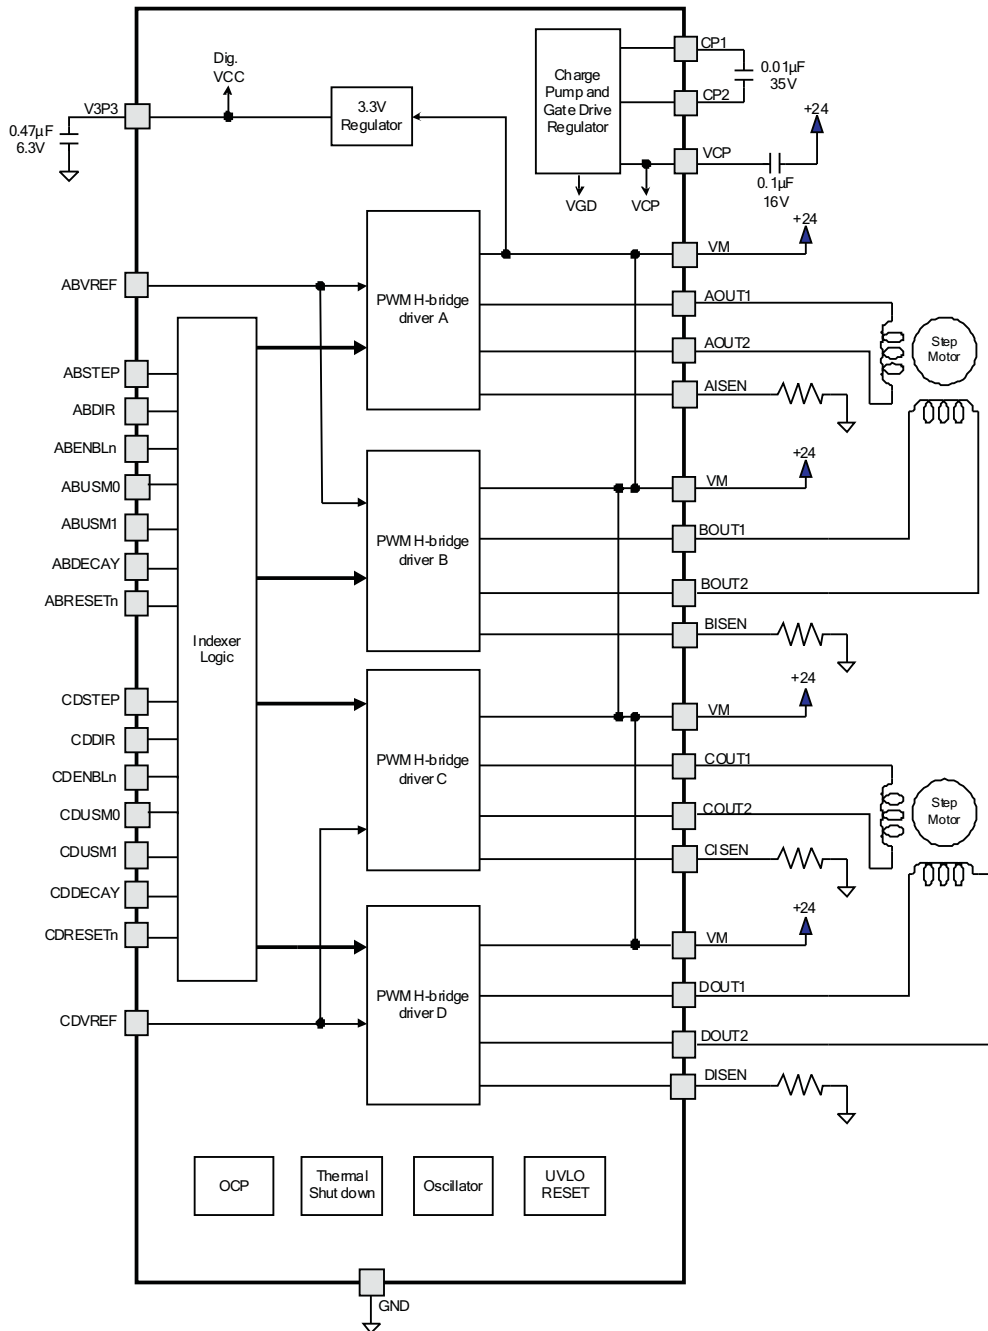 Dig.
VCC
V3P3
0.47µF
6.3V
3.3V
Regulator
Charge
Pump and
Gate Drive
Regulator
CP1
0.01µF
35V
CP2
+24
VCP
0.1µF
16V
VGD
VCP
+24
VM
ABVREF
PWM H-bridge
driver A
AOUT1
AOUT2
AISEN
Step
Motor
ABSTEP
ABDIR
ABENBLn
ABUSM0
ABUSM1
ABDECAY
ABRESETn
Indexer
Logic
+24
VM
PWM H-bridge
driver B
BOUT1
BOUT2
BISEN
CDSTEP
CDDIR
CDENBLn
CDUSM0
CDUSM1
CDDECAY
CDRESETn
+24
VM
PWM H-bridge
driver C
COUT1
COUT2
CISEN
Step
Motor
CDVREF
+24
VM
PWM H-bridge
driver D
DOUT1
DOUT2
DISEN
OCP
Thermal
Shut down
Oscillator
UVLO
RESET
GND